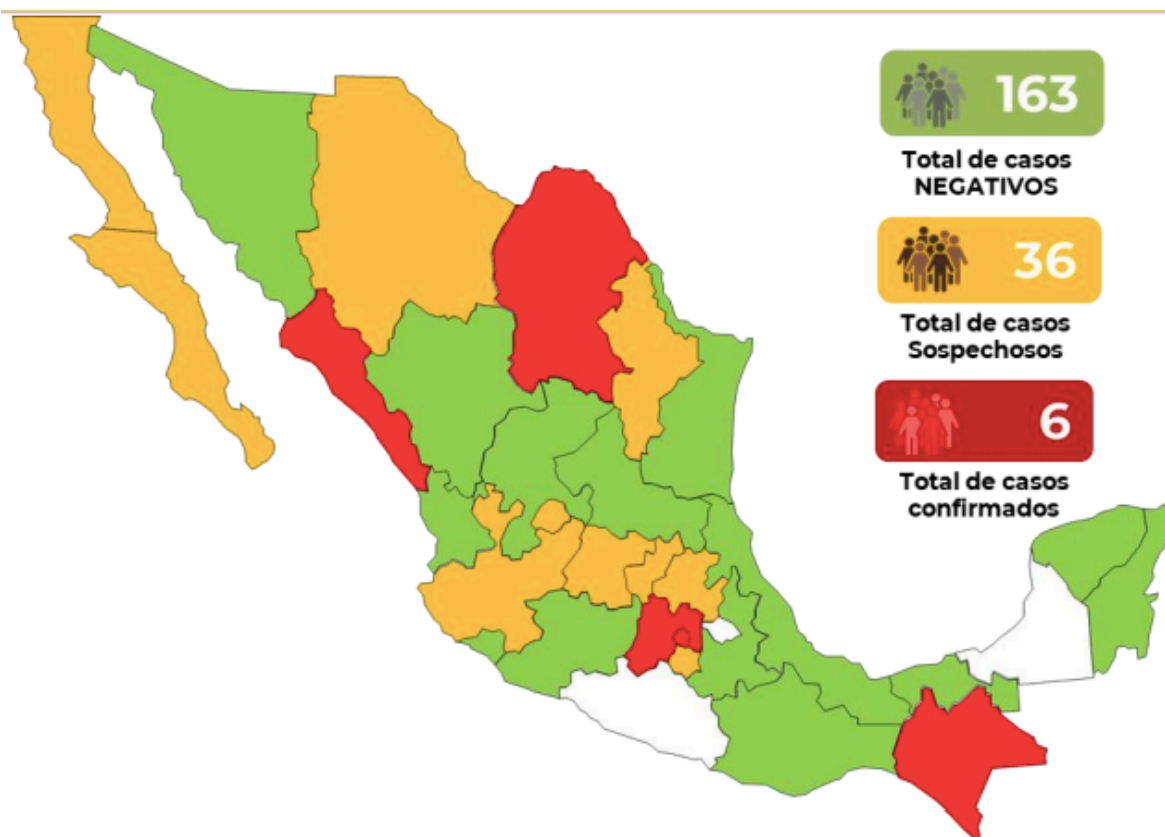 163
Total de casos
NEGATIVOS
36
Total de casos
Sospechosos
6
Total de casos
confirmados